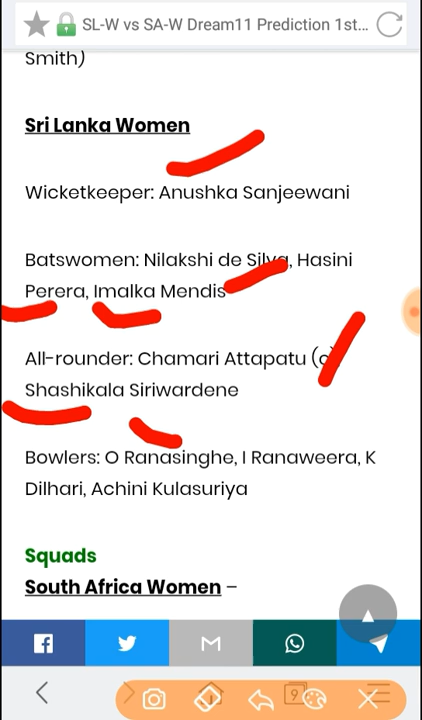 SL-W vs SA-W Dream11 Prediction 1st...
Smith)
Sri Lanka Women
Wicketkeeper: Anushka Sanjeewani
Batswomen: Nilakshi de Silva, Hasini
Perera, Imalka Mendis
All-rounder: Chamari Attapatu (c)
Shashikala Siriwardene
Bowlers: O Ranasinghe, I Ranaweera, K
Dilhari, Achini Kulasuriya
Squads
South Africa Women –
9